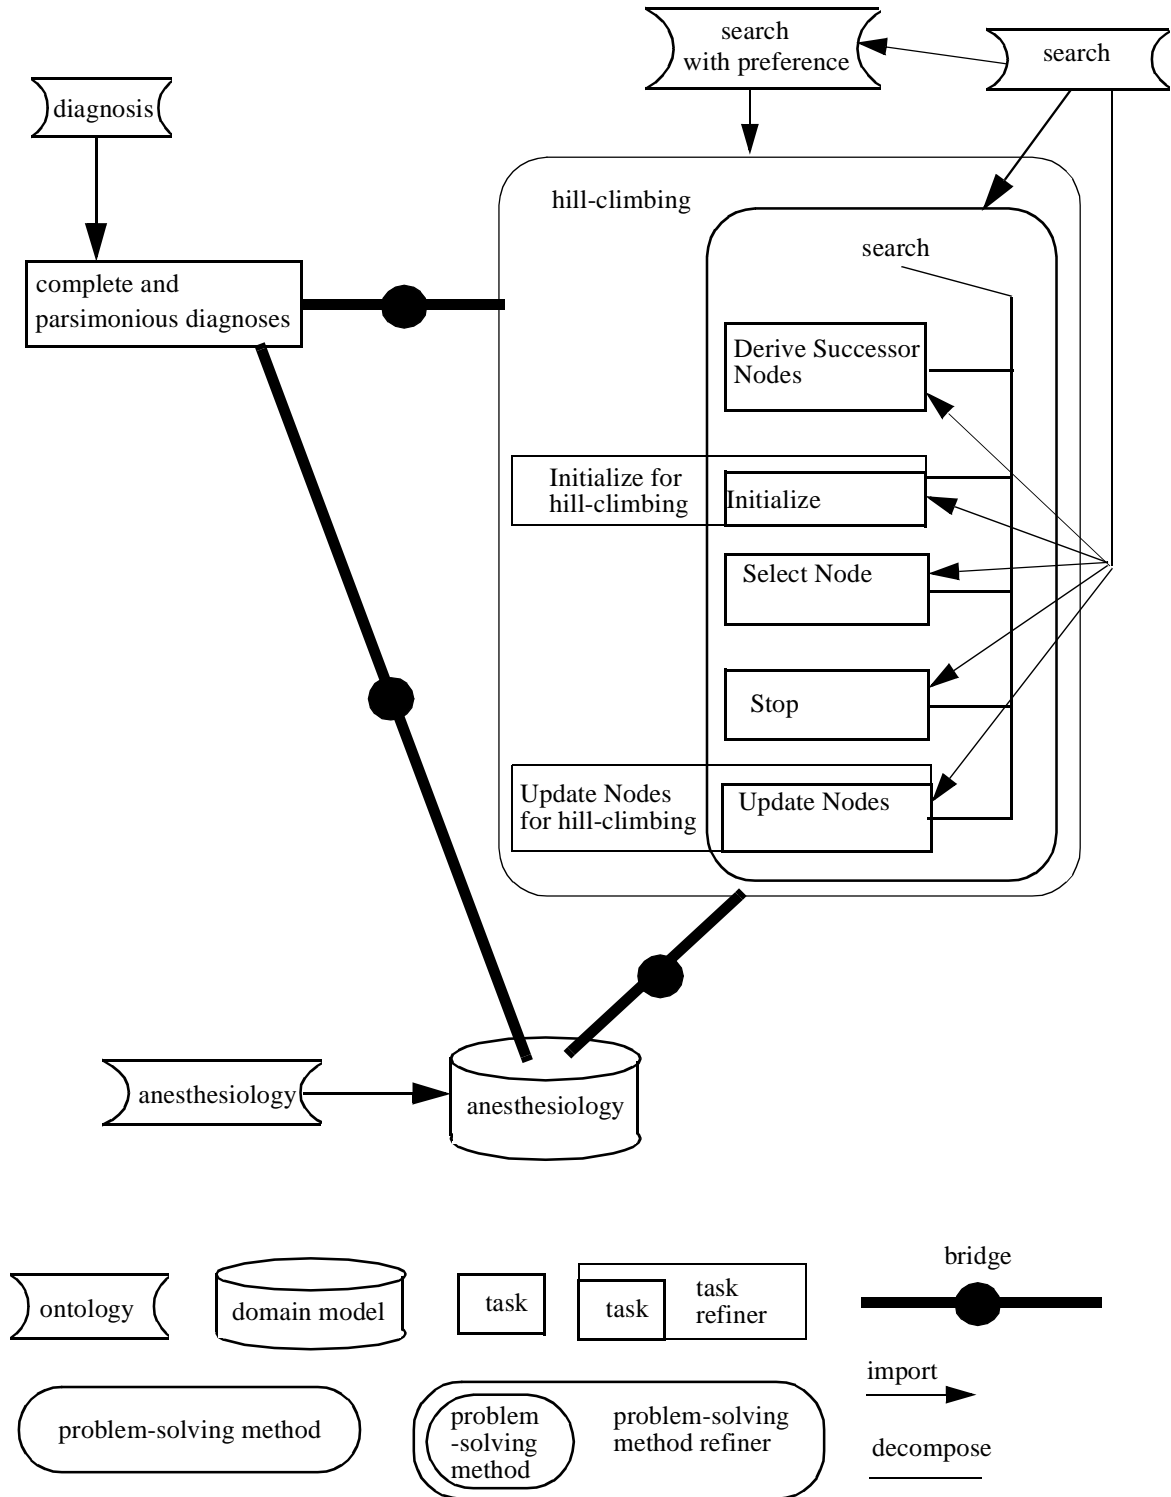 search
with preference
search
diagnosis
hill-climbing
search
complete and
parsimonious diagnoses
Derive Successor
Nodes
Initialize for
hill-climbing
Initialize
Select Node
Stop
Update Nodes
for hill-climbing
Update Nodes
anesthesiology
anesthesiology
bridge
ontology
domain model
task
task
task
refiner
import
problem-solving method
problem
-solving
method
problem-solving
method refiner
decompose